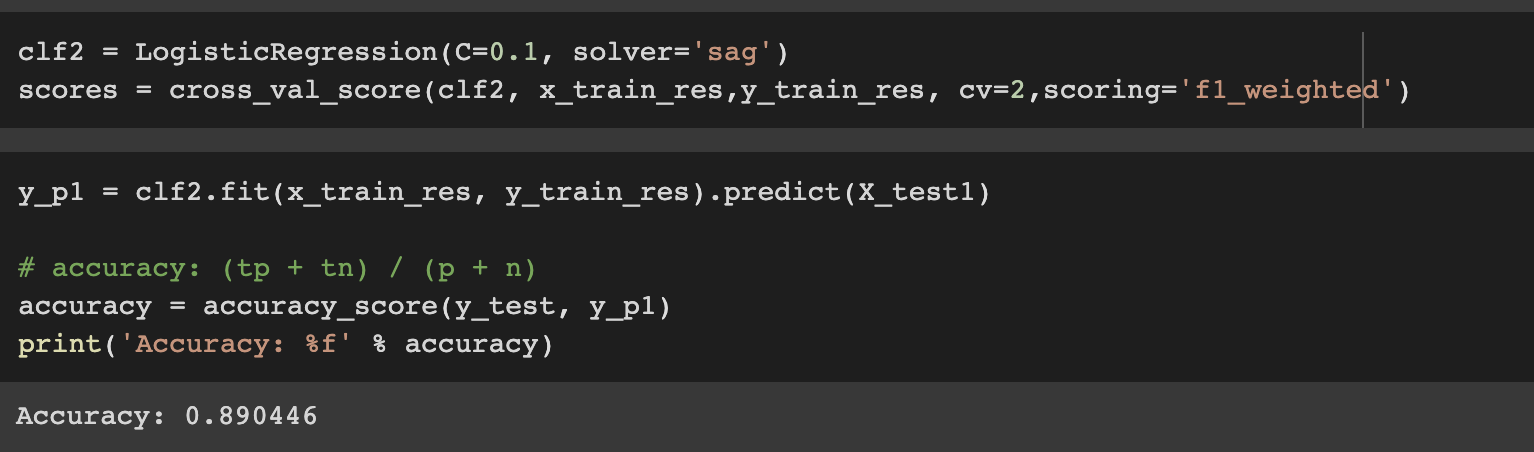 clf2 = LogisticRegression(C=0.1, solver='sag')
scores = cross_val_score(clf2, x_train_res,y_train_res, cv=2,scoring='f1_weighted')
y_p1 = clf2.fit(x_train_res, y_train_res).predict(X_test1)
# accuracy: (tp + tn) / (p + n)
accuracy = accuracy_score(y_test, y_p1)
print('Accuracy: %f' % accuracy)
Accuracy: 0.890446